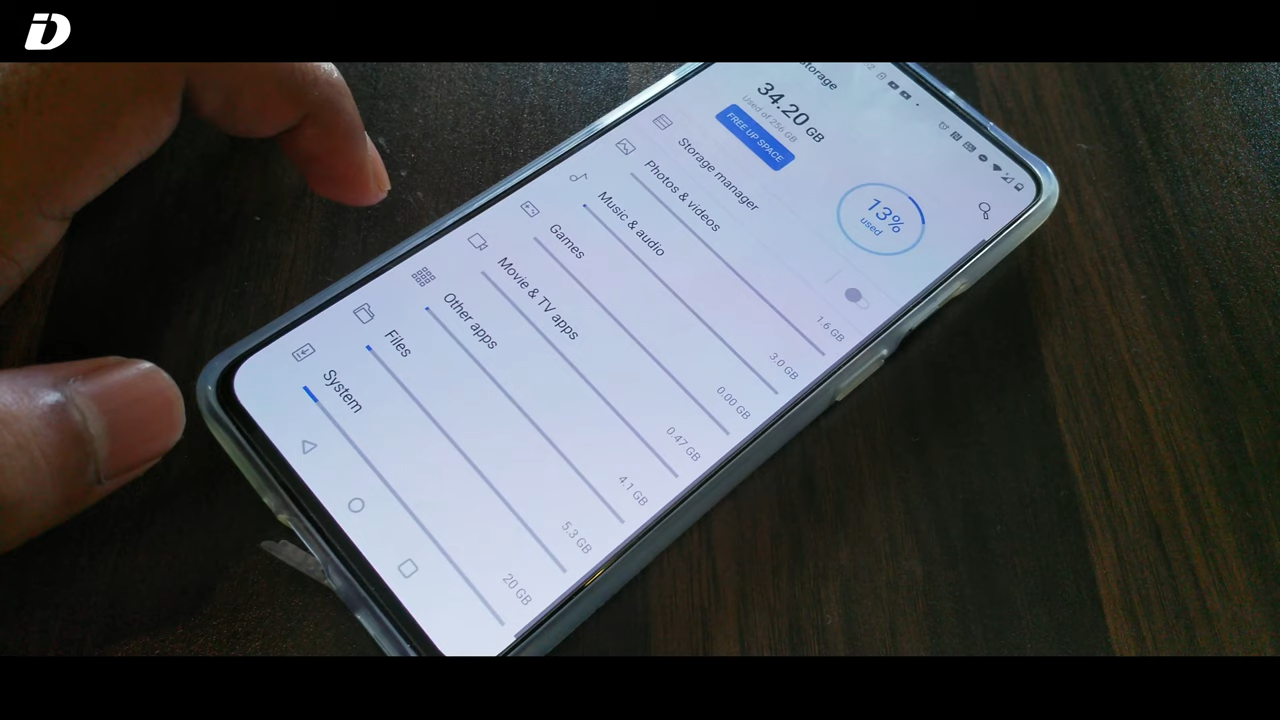 iD
Storage
34.20 GB
Used of 256 GB
FREE UP SPACE
13%
used
Storage manager
Photos & videos
1.6 GB
Music & audio
3.0 GB
Games
0.00 GB
Movie & TV apps
0.47 GB
Other apps
4.1 GB
Files
5.3 GB
System
20 GB